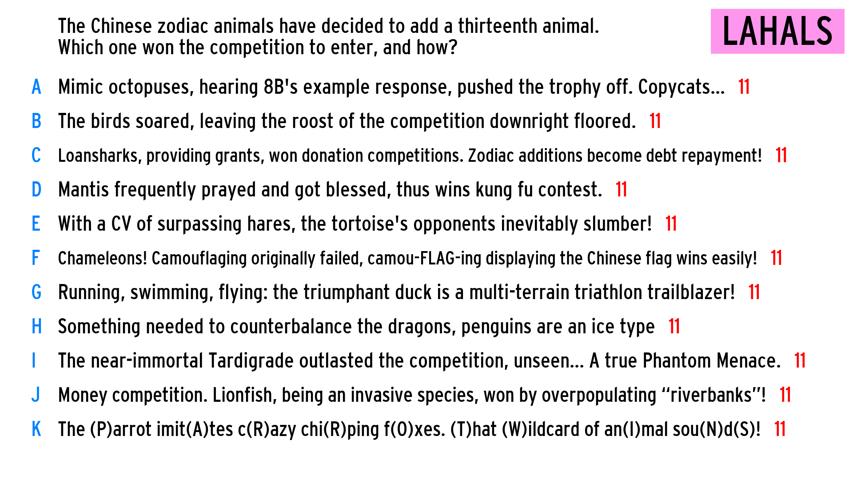 The Chinese zodiac animals have decided to add a thirteenth animal.
Which one won the competition to enter, and how?
LAHALS
A Mimic octopuses, hearing 8B's example response, pushed the trophy off. Copycats... 11
B The birds soared, leaving the roost of the competition downright floored. 11
C Loansharks, providing grants, won donation competitions. Zodiac additions become debt repayment! 11
D Mantis frequently prayed and got blessed, thus wins kung fu contest. 11
E With a CV of surpassing hares, the tortoise's opponents inevitably slumber! 11
F Chameleons! Camouflaging originally failed, camou-FLAG-ing displaying the Chinese flag wins easily! 11
G Running, swimming, flying: the triumphant duck is a multi-terrain triathlon trailblazer! 11
H Something needed to counterbalance the dragons, penguins are an ice type 11
I The near-immortal Tardigrade outlasted the competition, unseen... A true Phantom Menace. 11
J Money competition. Lionfish, being an invasive species, won by overpopulating “riverbanks”! 11
K The (P)arrot imit(A)tes c(R)azy chi(R)ping f(O)xes. (T)hat (W)ildcard of an(I)mal sou(N)d(S)! 11